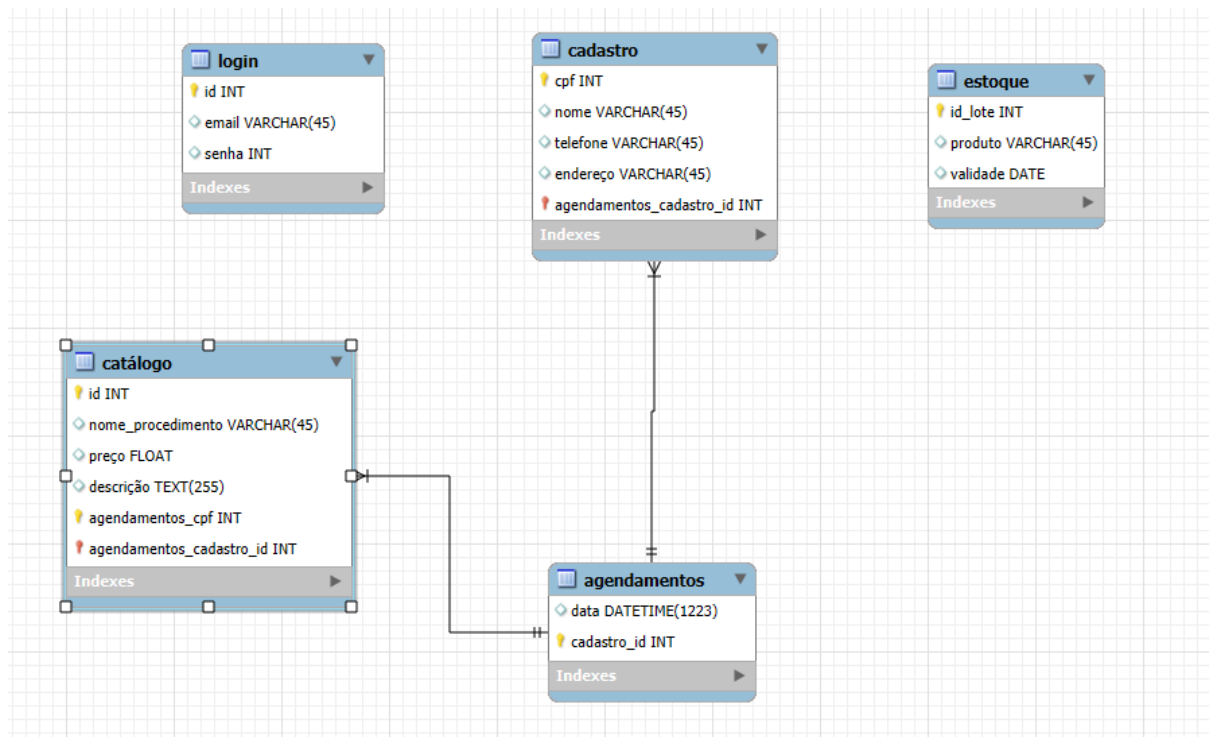 login
id INT
email VARCHAR(45)
senha INT
Indexes
cadastro
cpf INT
nome VARCHAR(45)
telefone VARCHAR(45)
endereço VARCHAR(45)
agendamentos_cadastro_id INT
Indexes
estoque
id_lote INT
produto VARCHAR(45)
validade DATE
Indexes
catálogo
id INT
nome_procedimento VARCHAR(45)
preço FLOAT
descrição TEXT(255)
agendamentos_cpf INT
agendamentos_cadastro_id INT
Indexes
agendamentos
data DATETIME(1223)
cadastro_id INT
Indexes